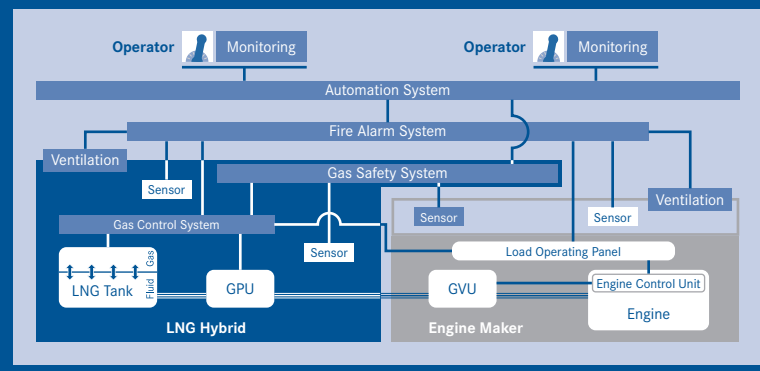 Operator
Monitoring
Operator
Monitoring
Automation System
Fire Alarm System
Ventilation
Gas Safety System
Sensor
Ventilation
Sensor
Sensor
Gas Control System
Sensor
Load Operating Panel
Gas
Fluid
LNG Tank
GPU
GVU
Engine Control Unit
Engine
LNG Hybrid
Engine Maker